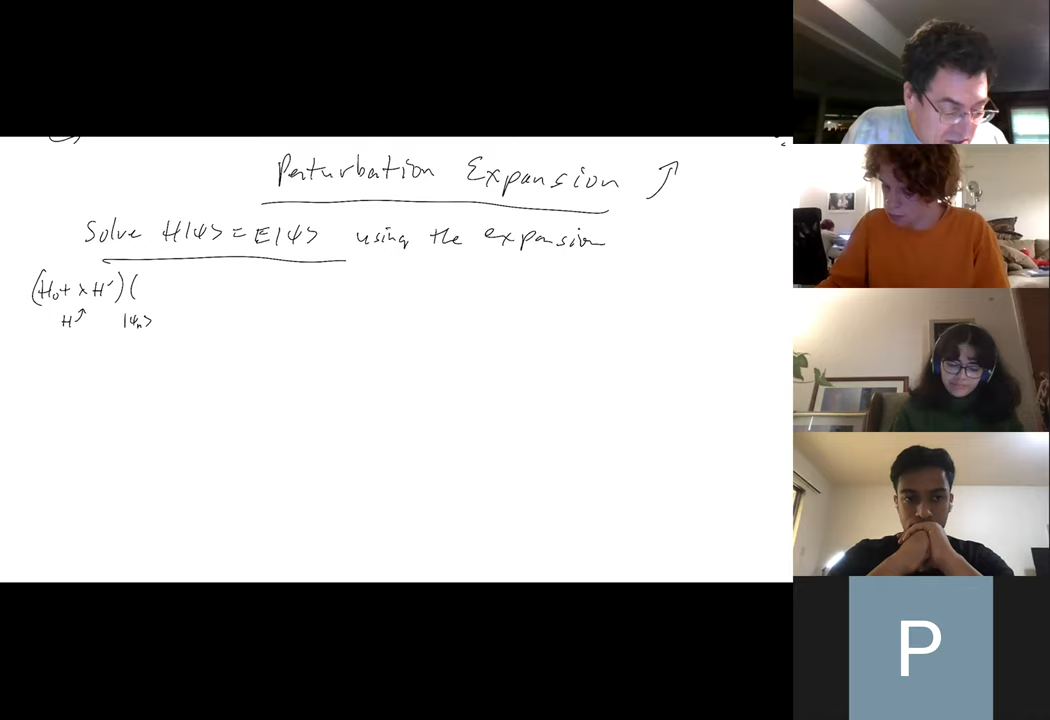 Perturbation Expansion
Solve H|ψ> = E|ψ> using the expansion
(H₀ + λH')(
H |ψₙ>
P